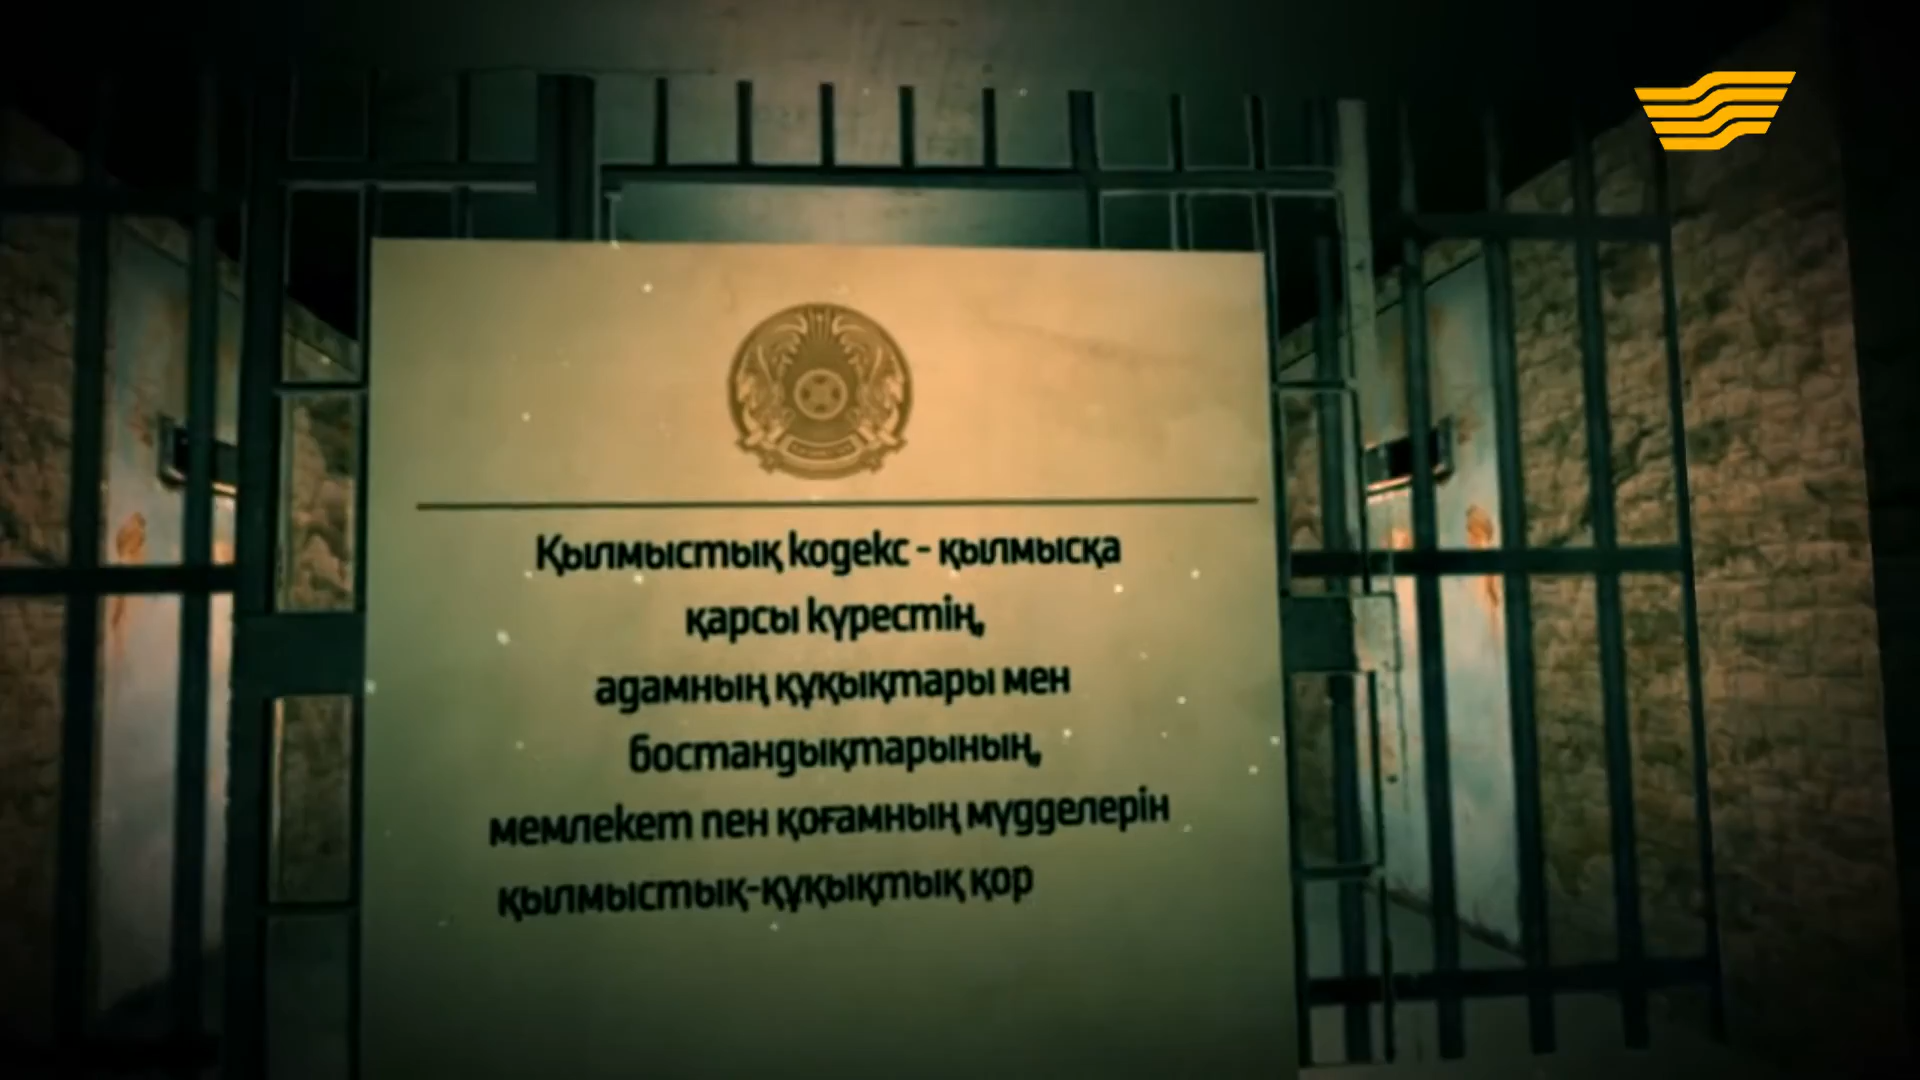 Қылмыстық кодекс - қылмысқа
қарсы күрестің,
адамның құқықтары мен
бостандықтарының,
мемлекет пен қоғамның мүдделерін
қылмыстық-құқықтық қор